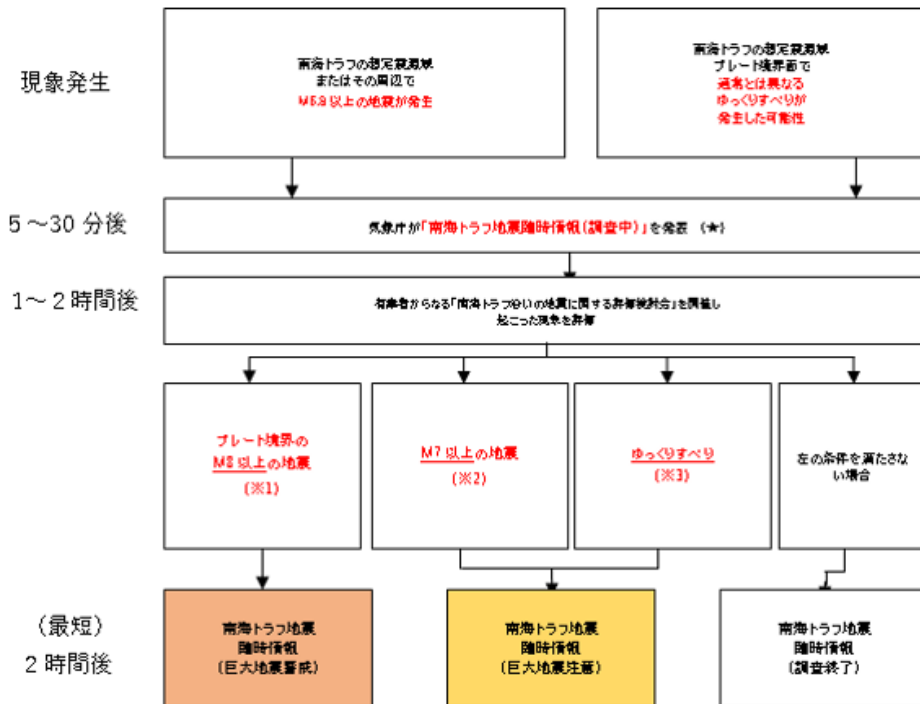 現象発生
南海トラフの想定震源域
またはその周辺で
M6.8以上の地震が発生
南海トラフの想定震源域
プレート境界面で
通常とは異なる
ゆっくりすべりが
発生した可能性
5~30分後
気象庁が「南海トラフ地震臨時情報(調査中)」を発表 (★)
1~2時間後
有識者からなる「南海トラフ沿いの地震に関する評価検討会」を開催し
起こった現象を評価
プレート境界の
M8以上の地震
(※1)
M7以上の地震
(※2)
ゆっくりすべり
(※3)
左の条件を満たさな
い場合
(最短)
2時間後
南海トラフ地震
臨時情報
(巨大地震警戒)
南海トラフ地震
臨時情報
(巨大地震注意)
南海トラフ地震
臨時情報
(調査終了)